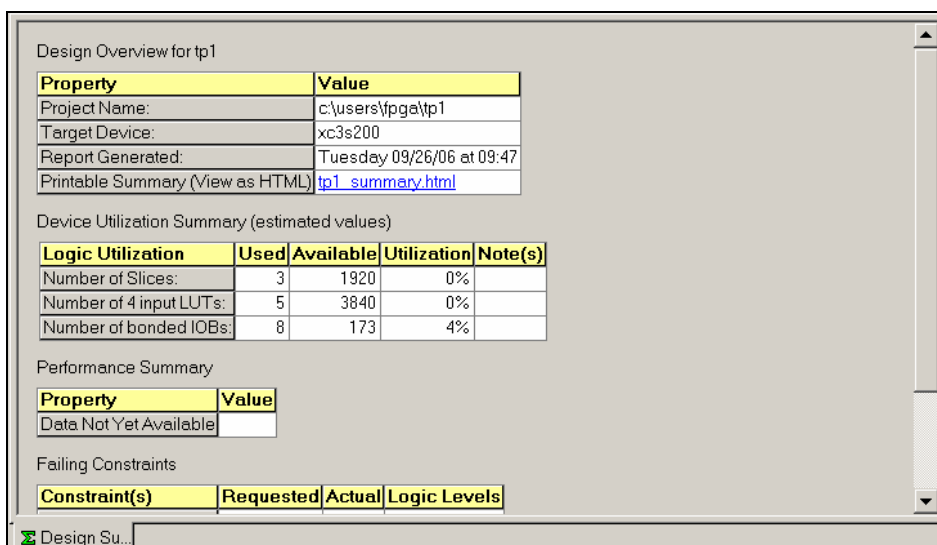 Design Overview for tp1
Property Value
Project Name: c:\users\fpga\tp1
Target Device: xc3s200
Report Generated: Tuesday 09/26/06 at 09:47
Printable Summary (View as HTML) tp1_summary.html
Device Utilization Summary (estimated values)
Logic Utilization Used Available Utilization Note(s)
Number of Slices: 3 1920 0%
Number of 4 input LUTs: 5 3840 0%
Number of bonded IOBs: 8 173 4%
Performance Summary
Property Value
Data Not Yet Available
Failing Constraints
Constraint(s) Requested Actual Logic Levels
Σ Design Su...